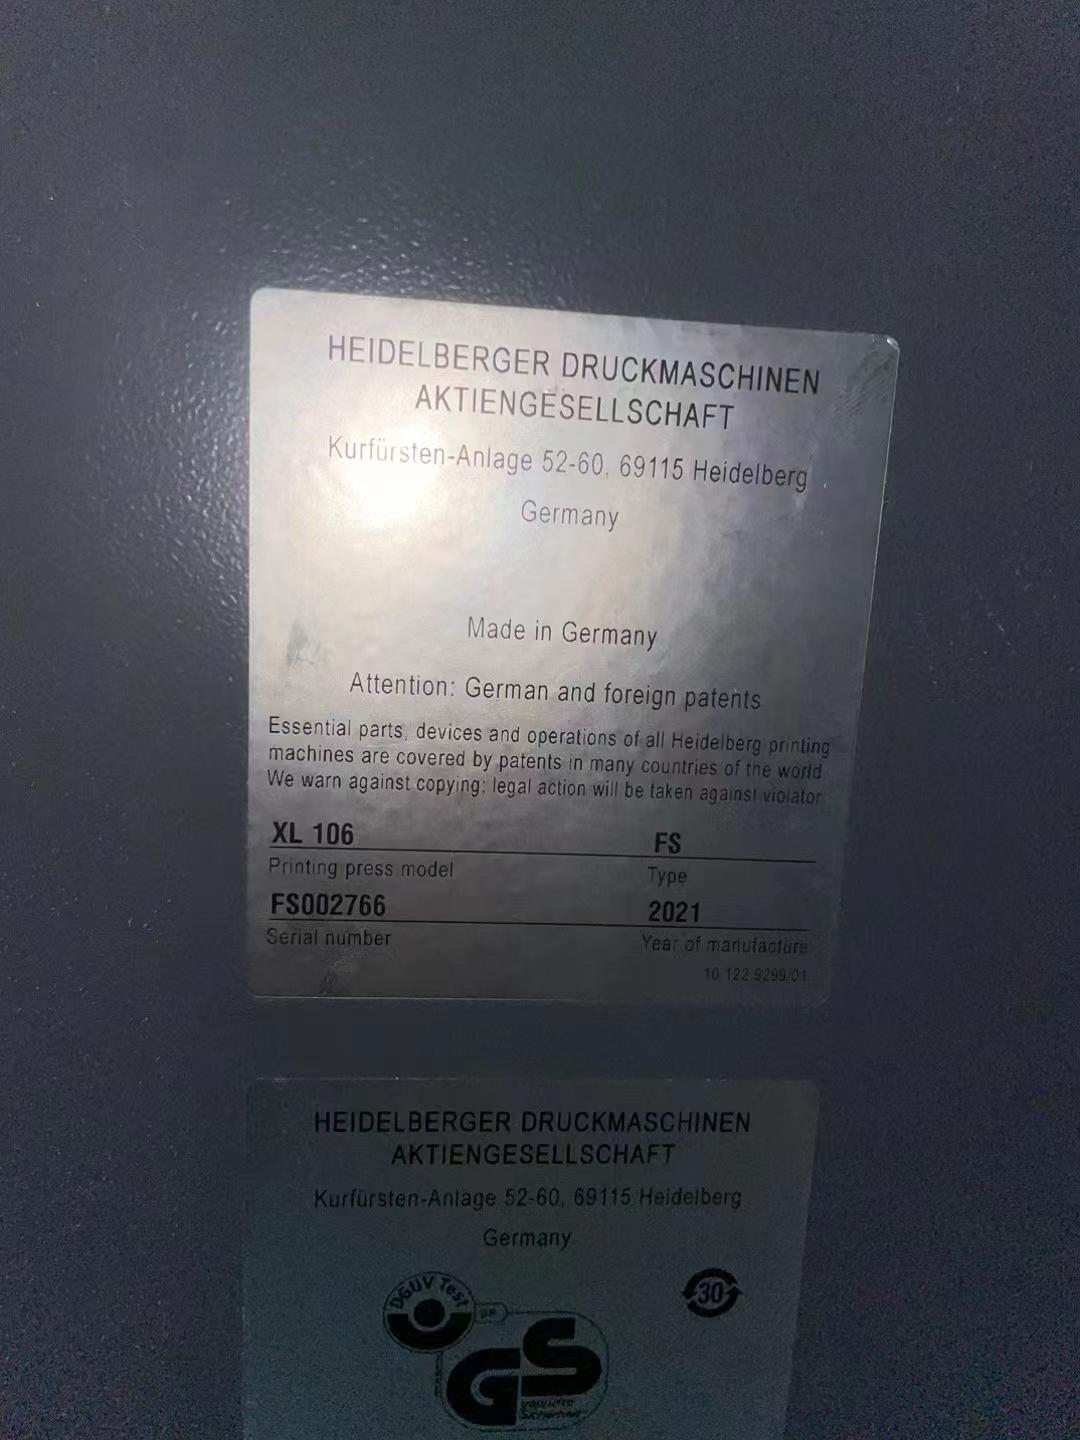 HEIDELBERGER DRUCKMASCHINEN
AKTIENGESELLSCHAFT
Kurfürsten-Anlage 52-60, 69115 Heidelberg
Germany
Made in Germany
Attention: German and foreign patents
Essential parts, devices and operations of all Heidelberg printing
machines are covered by patents in many countries of the world
We warn against copying; legal action will be taken against violator
XL 106 FS
Printing press model Type
FS002766 2021
Serial number Year of manufacture
10.122.9299/01
HEIDELBERGER DRUCKMASCHINEN
AKTIENGESELLSCHAFT
Kurfürsten-Anlage 52-60, 69115 Heidelberg
Germany
DGUV Test
30
GS